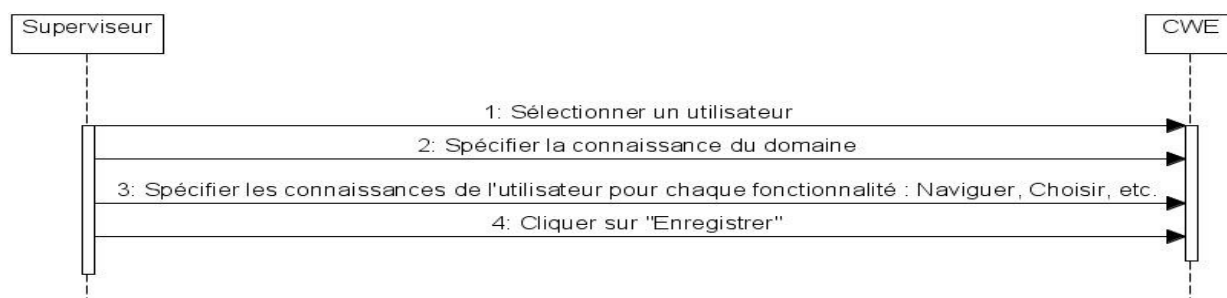 Superviseur
CWE
1: Sélectionner un utilisateur
2: Spécifier la connaissance du domaine
3: Spécifier les connaissances de l'utilisateur pour chaque fonctionnalité : Naviguer, Choisir, etc.
4: Cliquer sur "Enregistrer"